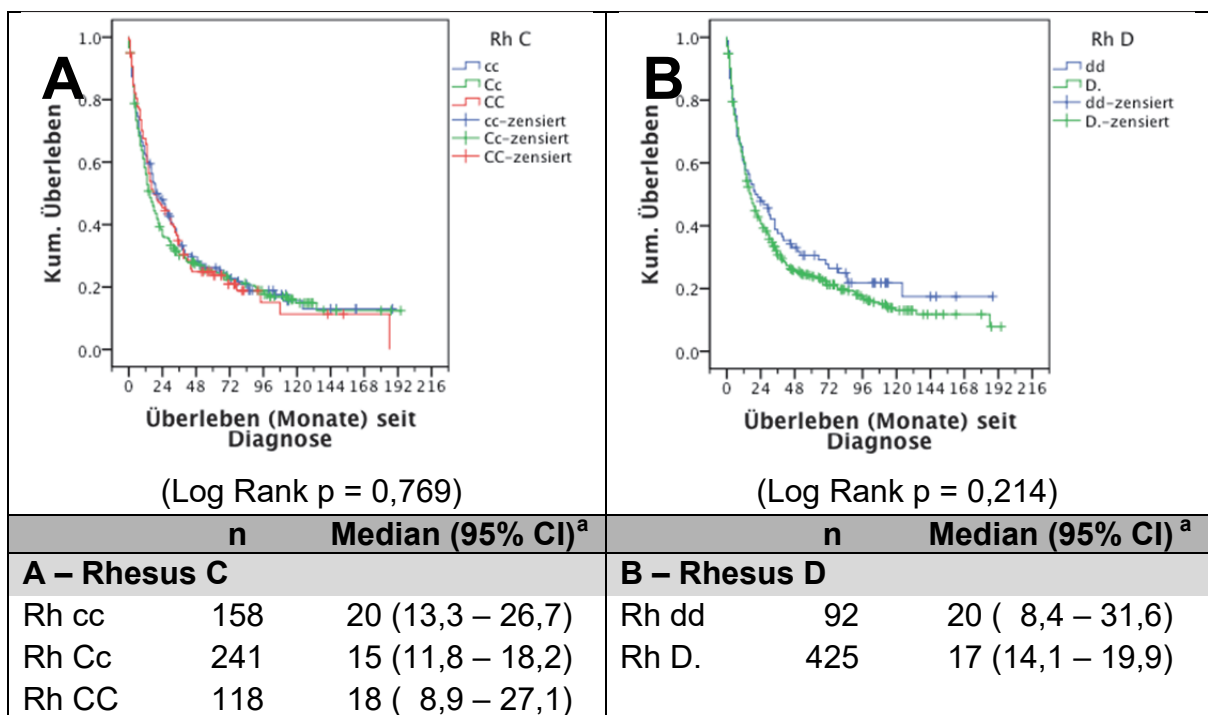 A
Rh C
cc
Cc
CC
cc-zensiert
Cc-zensiert
CC-zensiert
Kum. Überleben
1.0
0.8
0.6
0.4
0.2
0.0
0 24 48 72 96 120 144 168 192 216
Überleben (Monate) seit
Diagnose
(Log Rank p = 0,769)
B
Rh D
dd
D.
dd-zensiert
D.-zensiert
Kum. Überleben
1.0
0.8
0.6
0.4
0.2
0.0
0 24 48 72 96 120 144 168 192 216
Überleben (Monate) seit
Diagnose
(Log Rank p = 0,214)
n Median (95% CI)a
A – Rhesus C
Rh cc 158 20 (13,3 – 26,7)
Rh Cc 241 15 (11,8 – 18,2)
Rh CC 118 18 ( 8,9 – 27,1)
n Median (95% CI) a
B – Rhesus D
Rh dd 92 20 ( 8,4 – 31,6)
Rh D. 425 17 (14,1 – 19,9)